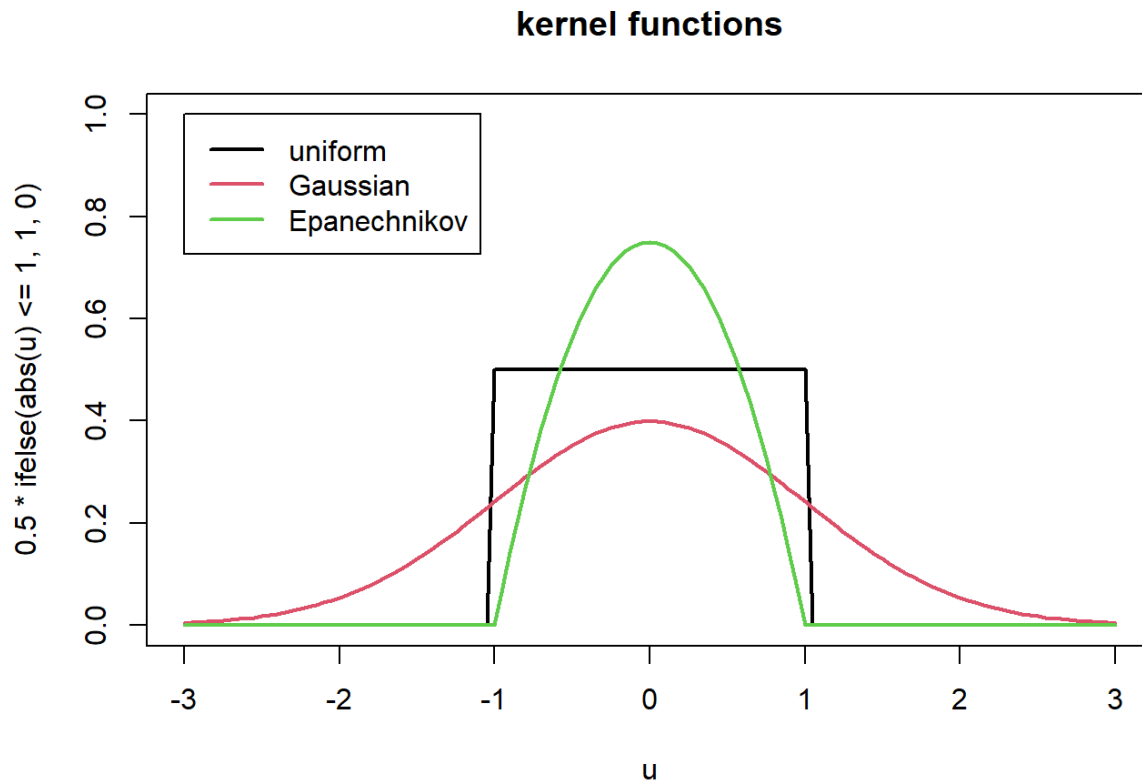 kernel functions
uniform
Gaussian
Epanechnikov
0.5 * ifelse(abs(u) <= 1, 1, 0)
1.0
0.8
0.6
0.4
0.2
0.0
-3 -2 -1 0 1 2 3
u